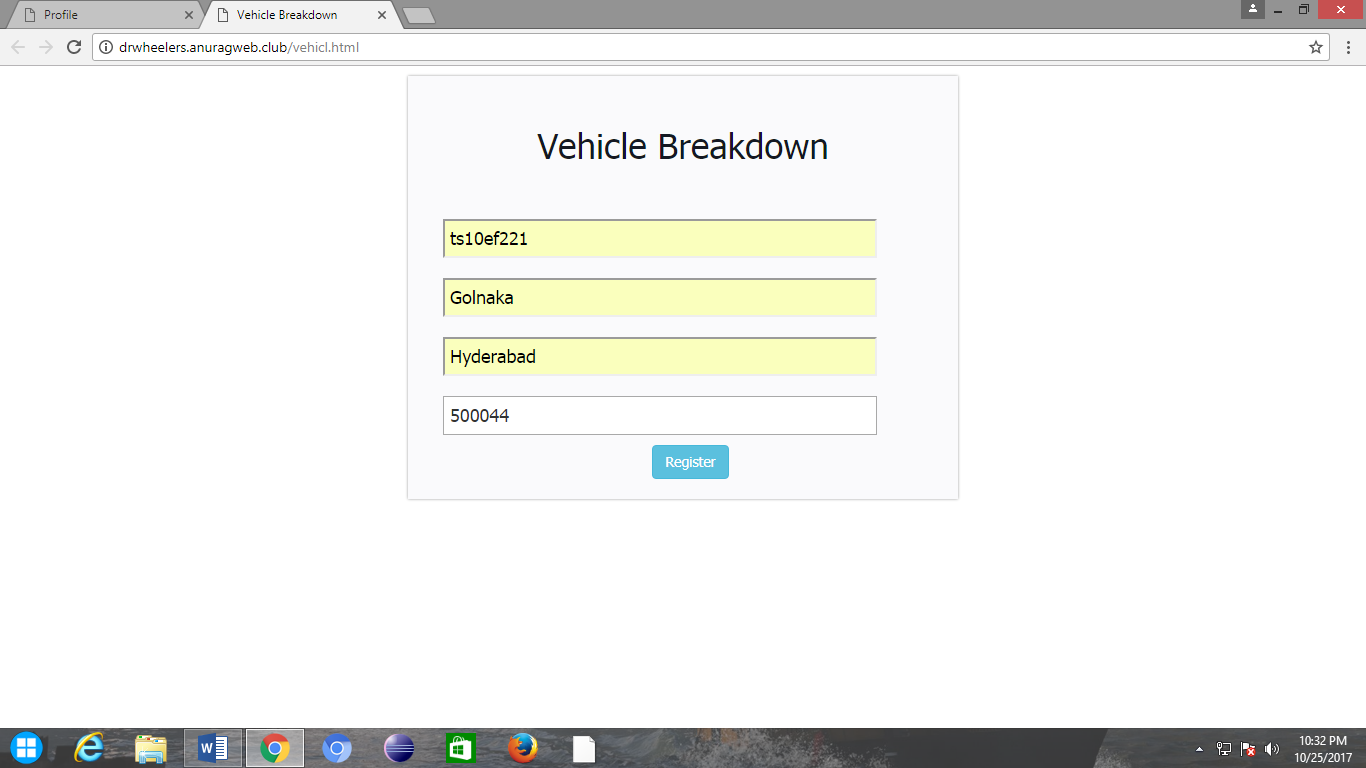 Profile
Vehicle Breakdown
drwheelers.anuragweb.club/vehicl.html
Vehicle Breakdown
ts10ef221
Golnaka
Hyderabad
500044
Register
10:32 PM
10/25/2017